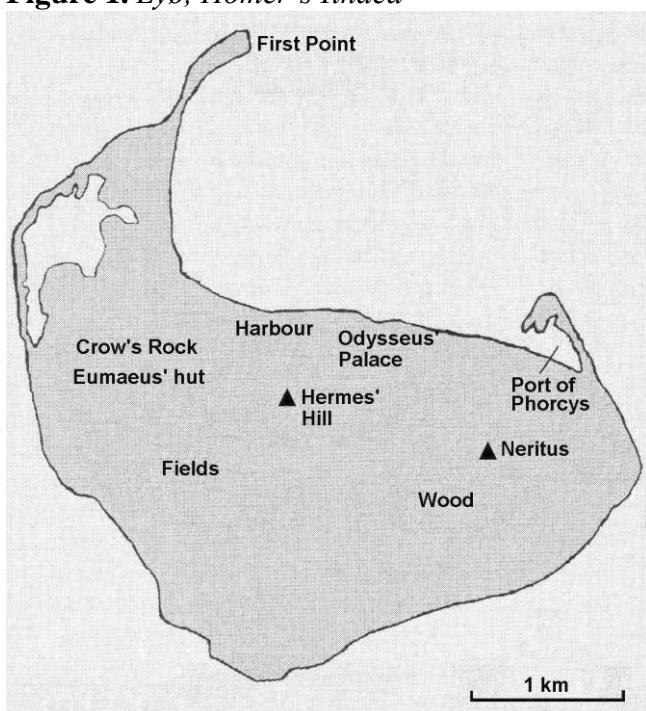 Figure 1. Lyø, Homer's Ithaca
First Point
Harbour
Odysseus'
Palace
Crow's Rock
Eumaeus' hut
Port of
Phorcys
Hermes'
Hill
Neritus
Fields
Wood
1 km